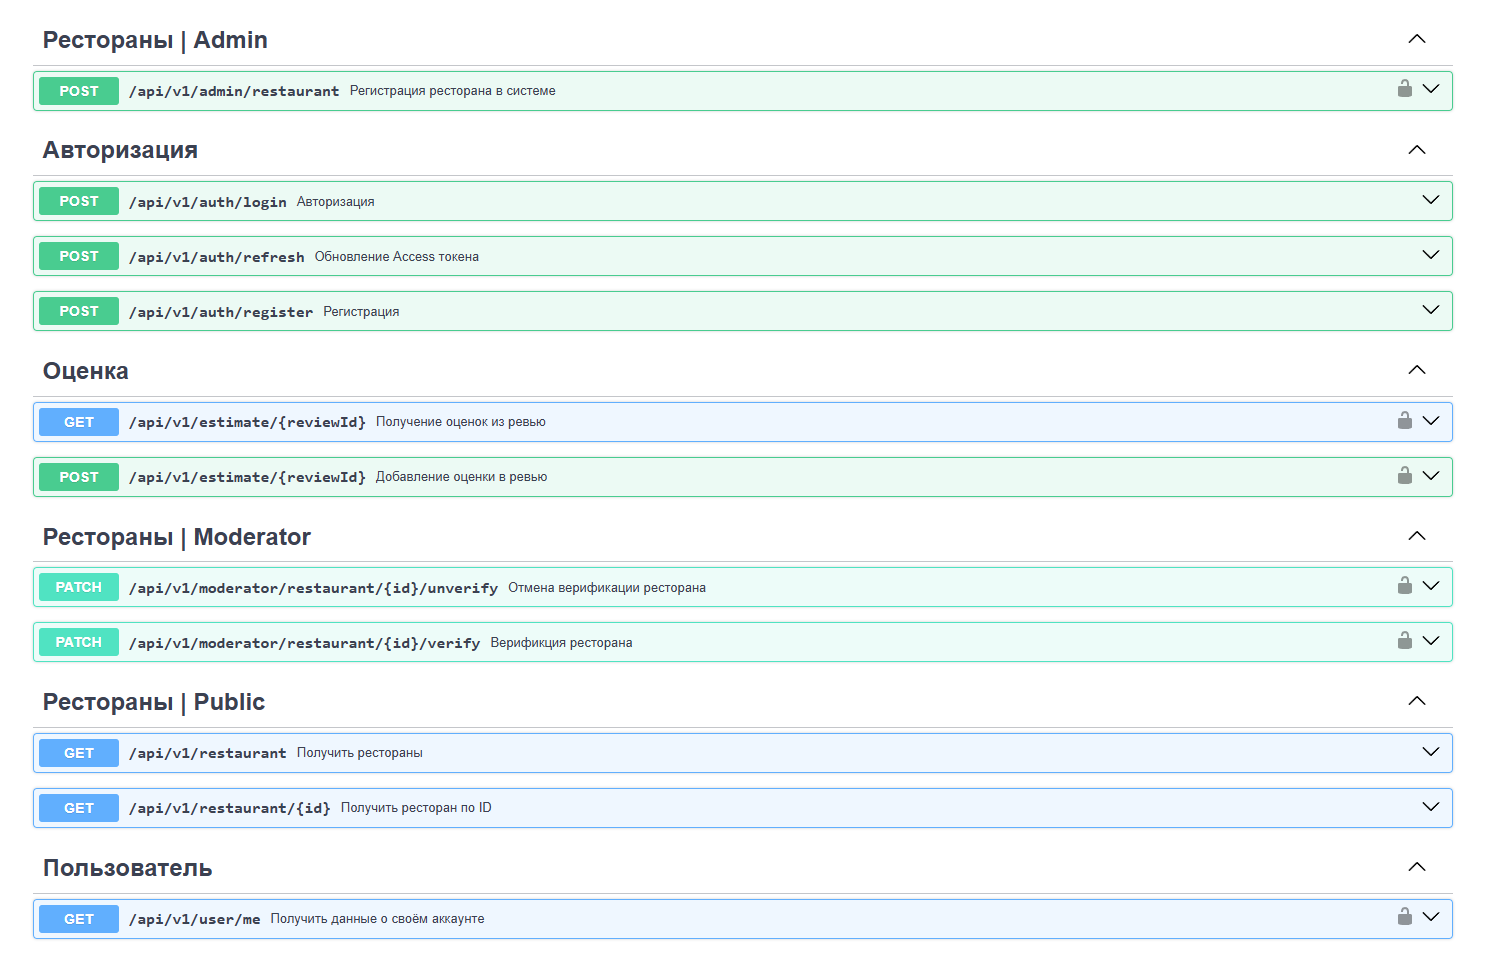 Рестораны | Admin
POST /api/v1/admin/restaurant Регистрация ресторана в системе
Авторизация
POST /api/v1/auth/login Авторизация
POST /api/v1/auth/refresh Обновление Access токена
POST /api/v1/auth/register Регистрация
Оценка
GET /api/v1/estimate/{reviewId} Получение оценок из ревью
POST /api/v1/estimate/{reviewId} Добавление оценки в ревью
Рестораны | Moderator
PATCH /api/v1/moderator/restaurant/{id}/unverify Отмена верификации ресторана
PATCH /api/v1/moderator/restaurant/{id}/verify Верификция ресторана
Рестораны | Public
GET /api/v1/restaurant Получить рестораны
GET /api/v1/restaurant/{id} Получить ресторан по ID
Пользователь
GET /api/v1/user/me Получить данные о своём аккаунте